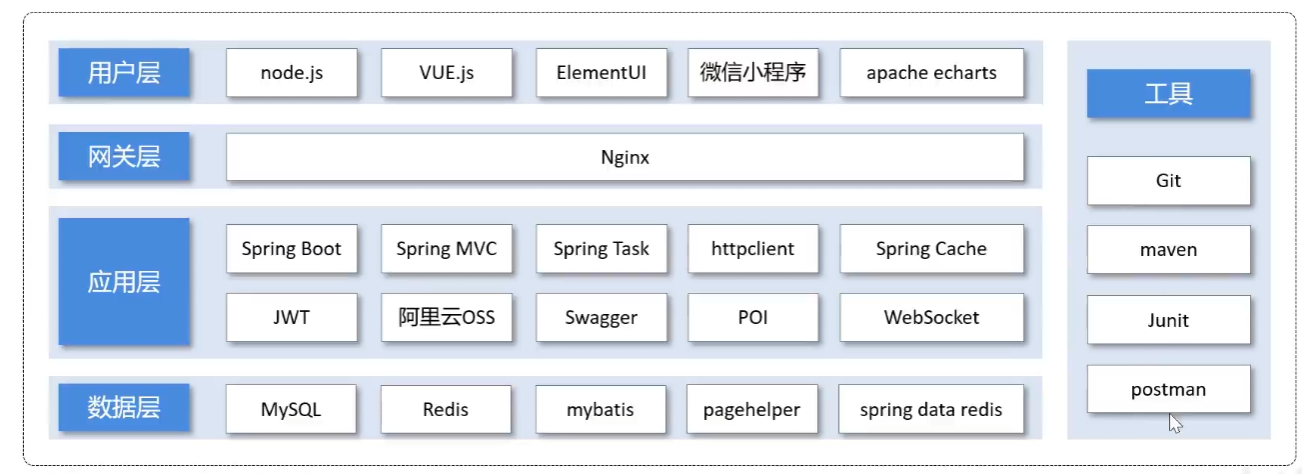 用户层
node.js
VUE.js
ElementUI
微信小程序
apache echarts
网关层
Nginx
应用层
Spring Boot
Spring MVC
Spring Task
httpclient
Spring Cache
JWT
阿里云OSS
Swagger
POI
WebSocket
数据层
MySQL
Redis
mybatis
pagehelper
spring data redis
工具
Git
maven
Junit
postman